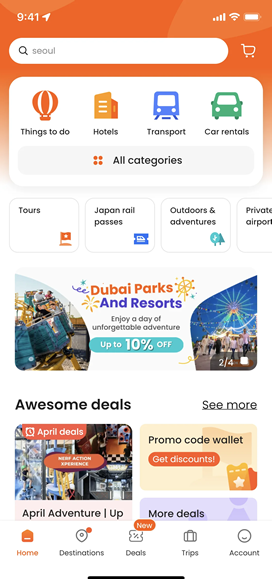 9:41
seoul
Things to do
Hotels
Transport
Car rentals
All categories
Tours
Japan rail
passes
Outdoors &
adventures
Private
airport
Dubai Parks
And Resorts
Enjoy a day of
unforgettable adventure
Up to 10% OFF
2/4
Awesome deals
See more
April deals
NERF ACTION
XPERIENCE
April Adventure | Up
Promo code wallet
Get discounts!
More deals
New
Home
Destinations
Deals
Trips
Account